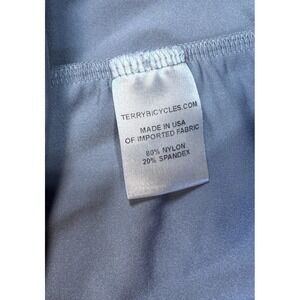 TERRYBICYCLES.COM
MADE IN USA
OF IMPORTED FABRIC
80% NYLON
20% SPANDEX